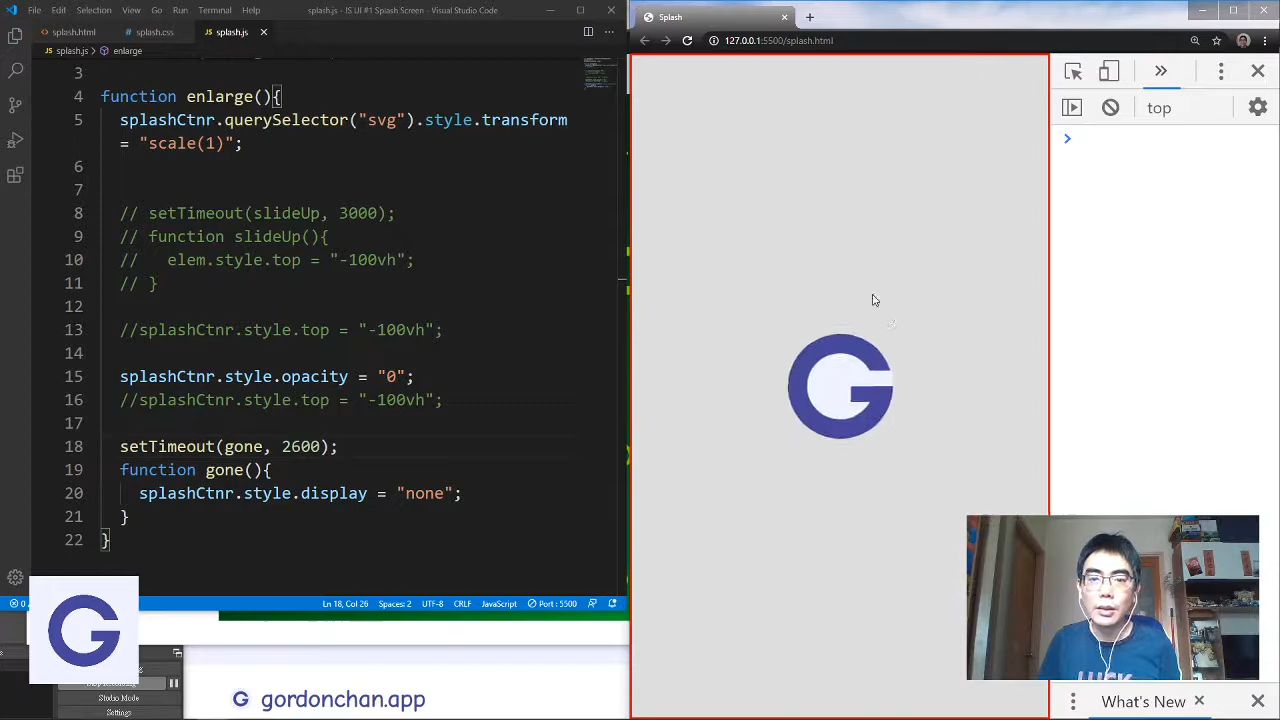 File Edit Selection View Go Run Terminal splash.js - JS UI #1 Splash Screen - Visual Studio Code
splash.html splash.css splash.js
splash.js > enlarge
3
4 function enlarge(){
5 splashCtnr.querySelector("svg").style.transform
= "scale(1)";
6
7
8 // setTimeout(slideUp, 3000);
9 // function slideUp(){
10 // elem.style.top = "-100vh";
11 // }
12
13 //splashCtnr.style.top = "-100vh";
14
15 splashCtnr.style.opacity = "0";
16 //splashCtnr.style.top = "-100vh";
17
18 setTimeout(gone, 2600);
19 function gone(){
20 splashCtnr.style.display = "none";
21 }
22 }
0 Ln 18, Col 26 Spaces: 2 UTF-8 CRLF JavaScript Port : 5500
Studio Mode
Settings
G gordonchan.app
Splash
127.0.0.1:5500/splash.html
top
G
LUCK
What's New